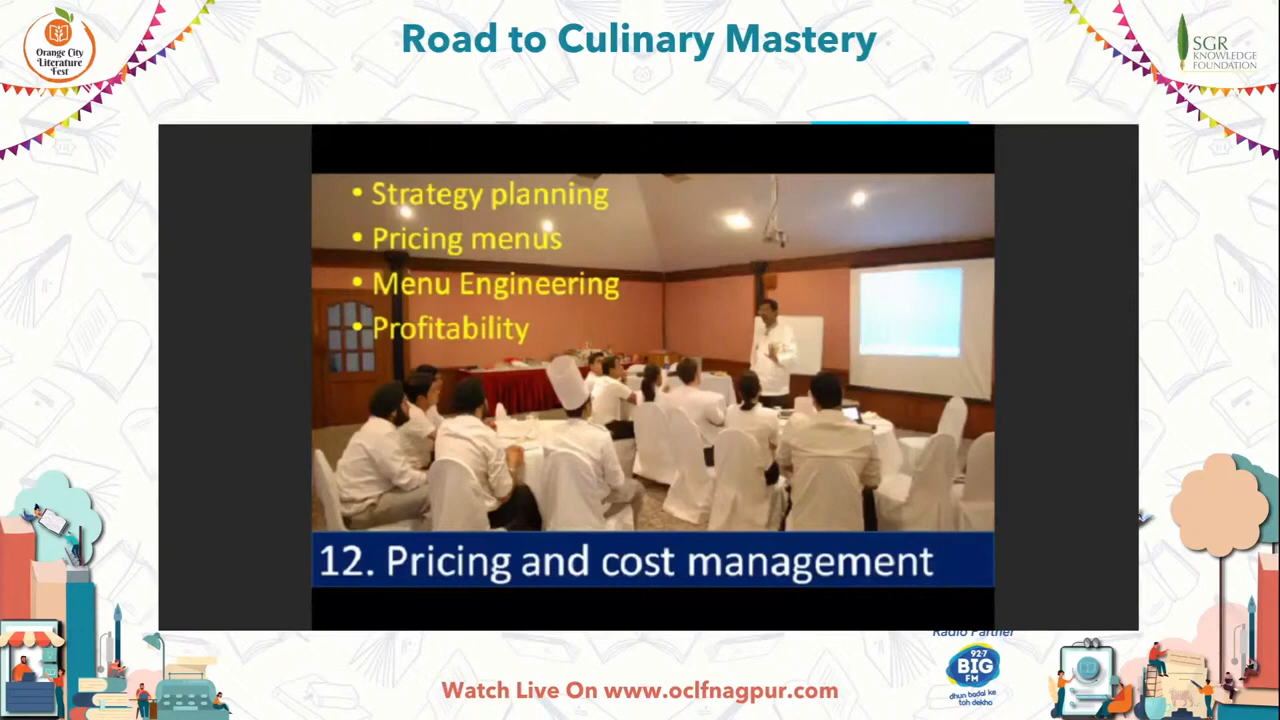 Road to Culinary Mastery
Orange City
Literature
Fest
SGR
KNOWLEDGE
FOUNDATION
• Strategy planning
• Pricing menus
• Menu Engineering
• Profitability
12. Pricing and cost management
Radio Partner
92.7
BIG
FM
dhun badal ke
toh dekho
Watch Live On www.oclfnagpur.com